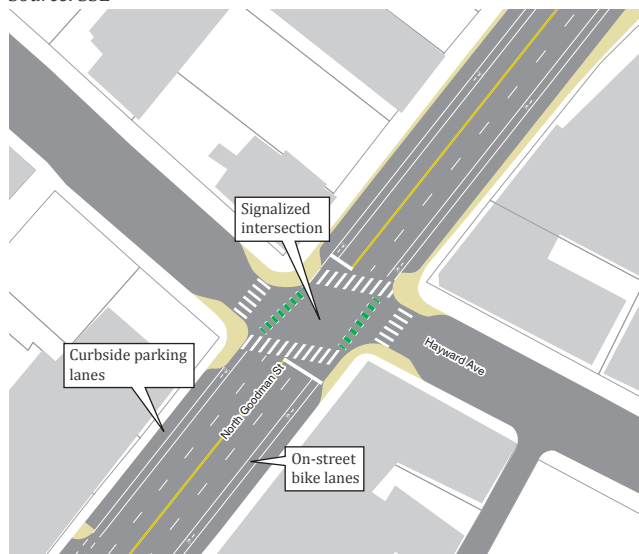 Signalized
intersection
Curbside parking
lanes
Hayward Ave
North Goodman St
On-street
bike lanes